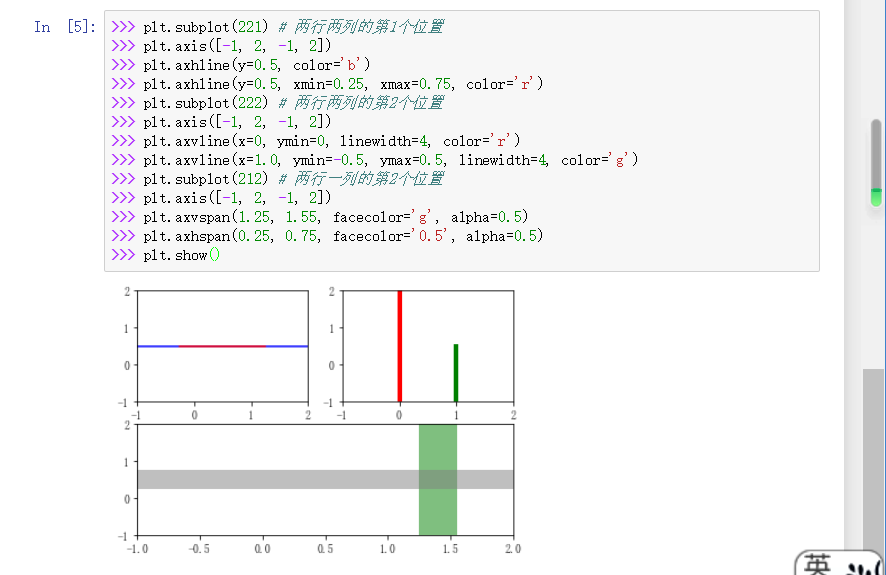 In [5]: >>> plt.subplot(221) # 两行两列的第1个位置
>>> plt.axis([-1, 2, -1, 2])
>>> plt.axhline(y=0.5, color='b')
>>> plt.axhline(y=0.5, xmin=0.25, xmax=0.75, color='r')
>>> plt.subplot(222) # 两行两列的第2个位置
>>> plt.axis([-1, 2, -1, 2])
>>> plt.axvline(x=0, ymin=0, linewidth=4, color='r')
>>> plt.axvline(x=1.0, ymin=-0.5, ymax=0.5, linewidth=4, color='g')
>>> plt.subplot(212) # 两行一列的第2个位置
>>> plt.axis([-1, 2, -1, 2])
>>> plt.axvspan(1.25, 1.55, facecolor='g', alpha=0.5)
>>> plt.axhspan(0.25, 0.75, facecolor='0.5', alpha=0.5)
>>> plt.show()
2
1
0
-1
-1 0 1 2
2
1
0
-1
-1 0 1 2
2
1
0
-1
-1.0 -0.5 0.0 0.5 1.0 1.5 2.0
英